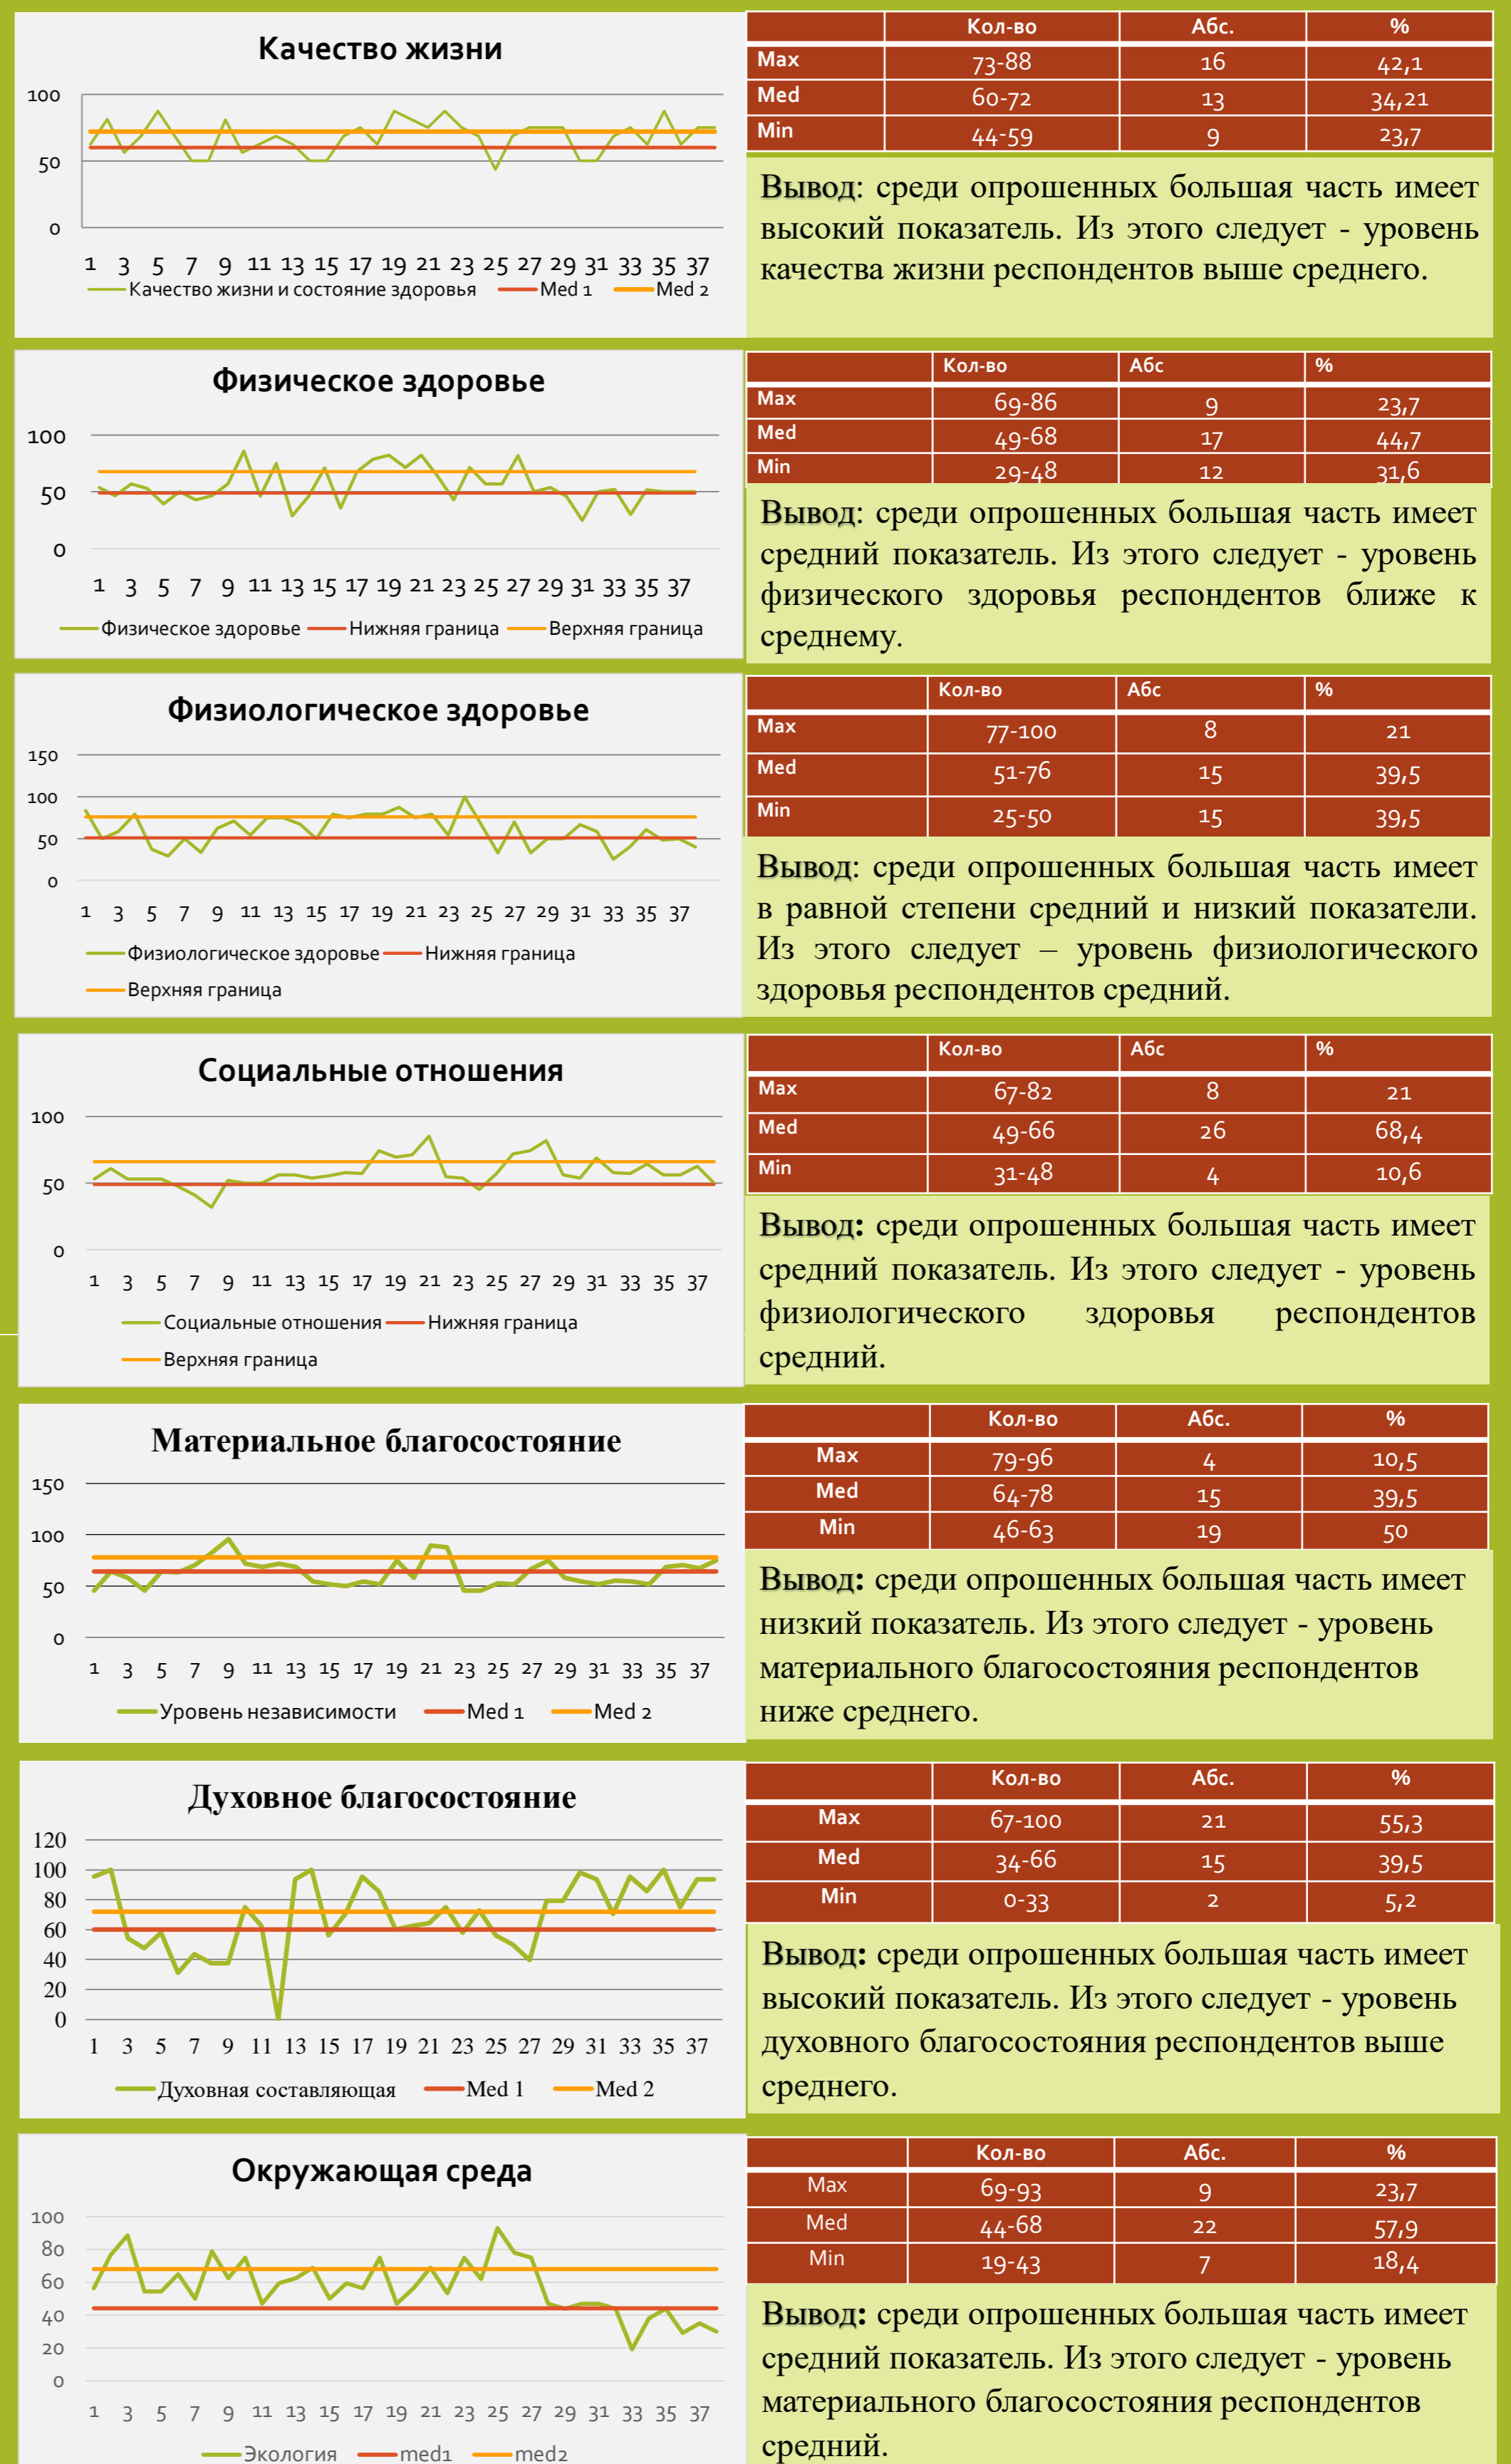 Качество жизни
100
50
0
1 3 5 7 9 11 13 15 17 19 21 23 25 27 29 31 33 35 37
Качество жизни и состояние здоровья Med 1 Med 2
Кол-во Абс. %
Max 73-88 16 42,1
Med 60-72 13 34,21
Min 44-59 9 23,7
Вывод: среди опрошенных большая часть имеет
высокий показатель. Из этого следует - уровень
качества жизни респондентов выше среднего.
Физическое здоровье
100
50
0
1 3 5 7 9 11 13 15 17 19 21 23 25 27 29 31 33 35 37
Физическое здоровье Нижняя граница Верхняя граница
Кол-во Абс %
Max 69-86 9 23,7
Med 49-68 17 44,7
Min 29-48 12 31,6
Вывод: среди опрошенных большая часть имеет
средний показатель. Из этого следует - уровень
физического здоровья респондентов ближе к
среднему.
Физиологическое здоровье
150
100
50
0
1 3 5 7 9 11 13 15 17 19 21 23 25 27 29 31 33 35 37
Физиологическое здоровье Нижняя граница
Верхняя граница
Кол-во Абс %
Max 77-100 8 21
Med 51-76 15 39,5
Min 25-50 15 39,5
Вывод: среди опрошенных большая часть имеет
в равной степени средний и низкий показатели.
Из этого следует – уровень физиологического
здоровья респондентов средний.
Социальные отношения
100
50
0
1 3 5 7 9 11 13 15 17 19 21 23 25 27 29 31 33 35 37
Социальные отношения Нижняя граница
Верхняя граница
Кол-во Абс %
Max 67-82 8 21
Med 49-66 26 68,4
Min 31-48 4 10,6
Вывод: среди опрошенных большая часть имеет
средний показатель. Из этого следует - уровень
физиологического здоровья респондентов
средний.
Материальное благосостояние
150
100
50
0
1 3 5 7 9 11 13 15 17 19 21 23 25 27 29 31 33 35 37
Уровень независимости Med 1 Med 2
Кол-во Абс. %
Max 79-96 4 10,5
Med 64-78 15 39,5
Min 46-63 19 50
Вывод: среди опрошенных большая часть имеет
низкий показатель. Из этого следует - уровень
материального благосостояния респондентов
ниже среднего.
Духовное благосостояние
120
100
80
60
40
20
0
1 3 5 7 9 11 13 15 17 19 21 23 25 27 29 31 33 35 37
Духовная составляющая Med 1 Med 2
Кол-во Абс. %
Max 67-100 21 55,3
Med 34-66 15 39,5
Min 0-33 2 5,2
Вывод: среди опрошенных большая часть имеет
высокий показатель. Из этого следует - уровень
духовного благосостояния респондентов выше
среднего.
Окружающая среда
100
80
60
40
20
0
1 3 5 7 9 11 13 15 17 19 21 23 25 27 29 31 33 35 37
Экология med1 med2
Кол-во Абс. %
Max 69-93 9 23,7
Med 44-68 22 57,9
Min 19-43 7 18,4
Вывод: среди опрошенных большая часть имеет
средний показатель. Из этого следует - уровень
материального благосостояния респондентов
средний.